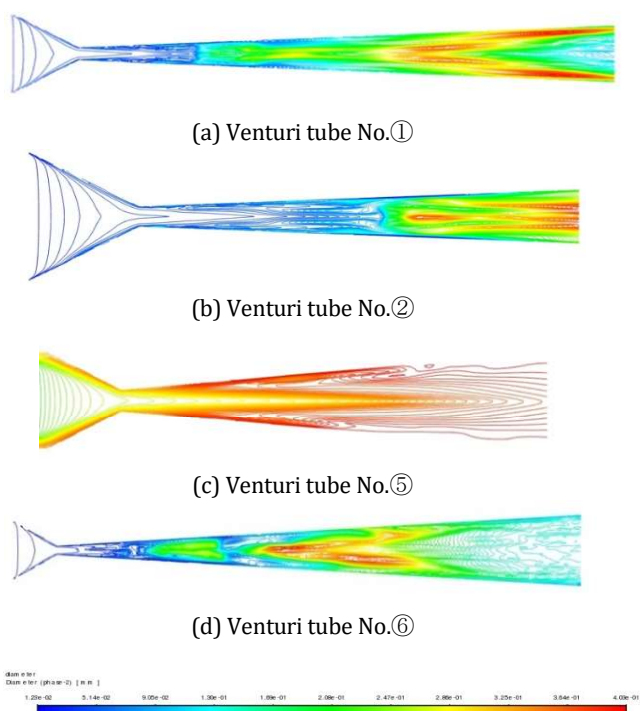 (a) Venturi tube No.①
(b) Venturi tube No.②
(c) Venturi tube No.⑤
(d) Venturi tube No.⑥
diameter
Diameter (phase-2) [ mm ]
1.23e-02 5.14e-02 9.05e-02 1.30e-01 1.69e-01 2.08e-01 2.47e-01 2.86e-01 3.25e-01 3.64e-01 4.03e-01